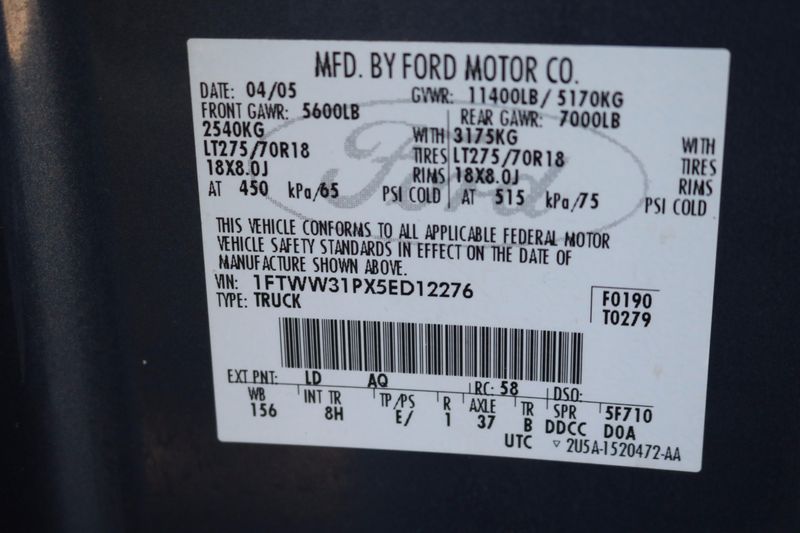 MFD. BY FORD MOTOR CO.
DATE: 04/05 GVWR: 11400LB/ 5170KG
FRONT GAWR: 5600LB REAR GAWR: 7000LB
2540KG WITH 3175KG WITH
LT275/70R18 TIRES LT275/70R18 TIRES
18X8.0J RIMS 18X8.0J RIMS
AT 450 kPa/65 PSI COLD AT 515 kPa/75 PSI COLD
Ford
THIS VEHICLE CONFORMS TO ALL APPLICABLE FEDERAL MOTOR
VEHICLE SAFETY STANDARDS IN EFFECT ON THE DATE OF
MANUFACTURE SHOWN ABOVE.
VIN: 1FTWW31PX5ED12276
TYPE: TRUCK
F0190
T0279
EXT PNT: LD AQ RC: 58 DSO:
WB INT TR TP/PS R AXLE TR SPR 5F710
156 8H E/ 1 37 B DDCC D0A
UTC ▽ 2U5A-1520472-AA